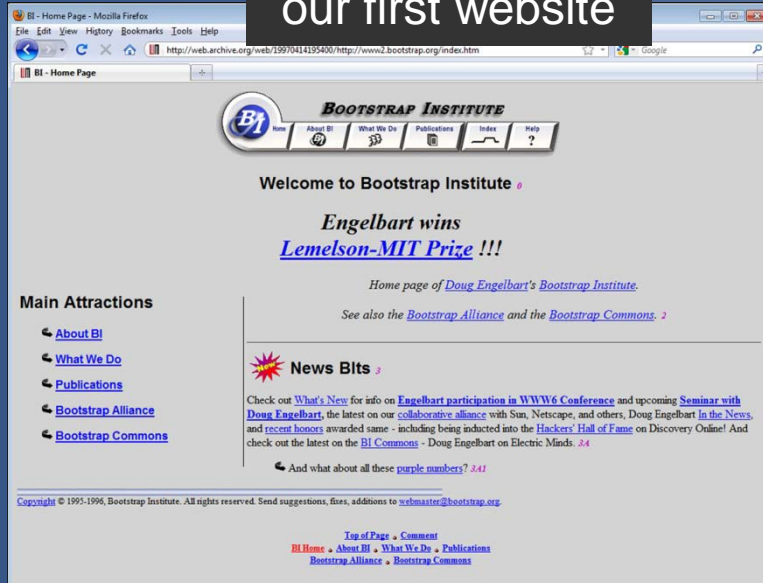 our first website
BI - Home Page - Mozilla Firefox
File Edit View History Bookmarks Tools Help
http://web.archive.org/web/19970414195400/http://www2.bootstrap.org/index.htm
Google
BI - Home Page
BI
BOOTSTRAP INSTITUTE
Home About BI What We Do Publications Index Help
?
Welcome to Bootstrap Institute 0
Engelbart wins
Lemelson-MIT Prize !!!
Home page of Doug Engelbart's Bootstrap Institute.
See also the Bootstrap Alliance and the Bootstrap Commons. 2
Main Attractions
About BI
What We Do
Publications
Bootstrap Alliance
Bootstrap Commons
New
News BIts 3
Check out What's New for info on Engelbart participation in WWW6 Conference and upcoming Seminar with
Doug Engelbart, the latest on our collaborative alliance with Sun, Netscape, and others, Doug Engelbart In the News,
and recent honors awarded same - including being inducted into the Hackers' Hall of Fame on Discovery Online! And
check out the latest on the BI Commons - Doug Engelbart on Electric Minds. 3A
And what about all these purple numbers? 3A1
Copyright © 1995-1996, Bootstrap Institute. All rights reserved. Send suggestions, fixes, additions to webmaster@bootstrap.org.
Top of Page Comment
BI Home About BI What We Do Publications
Bootstrap Alliance Bootstrap Commons